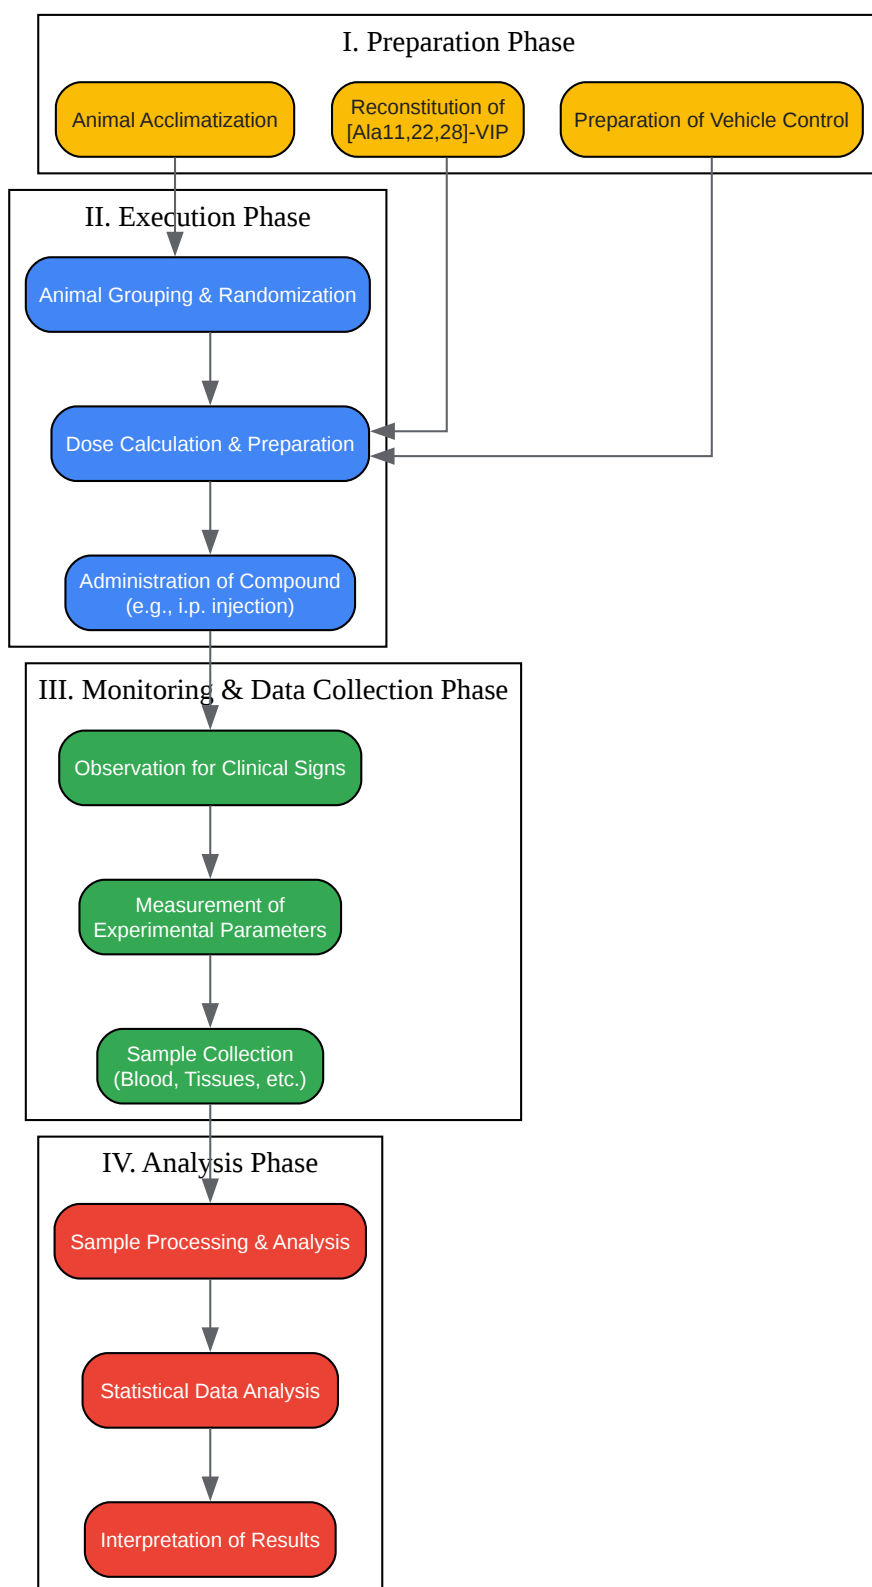 I. Preparation Phase
Animal Acclimatization
Reconstitution of
[Ala11,22,28]-VIP
Preparation of Vehicle Control
II. Execution Phase
Animal Grouping & Randomization
Dose Calculation & Preparation
Administration of Compound
(e.g., i.p. injection)
III. Monitoring & Data Collection Phase
Observation for Clinical Signs
Measurement of
Experimental Parameters
Sample Collection
(Blood, Tissues, etc.)
IV. Analysis Phase
Sample Processing & Analysis
Statistical Data Analysis
Interpretation of Results